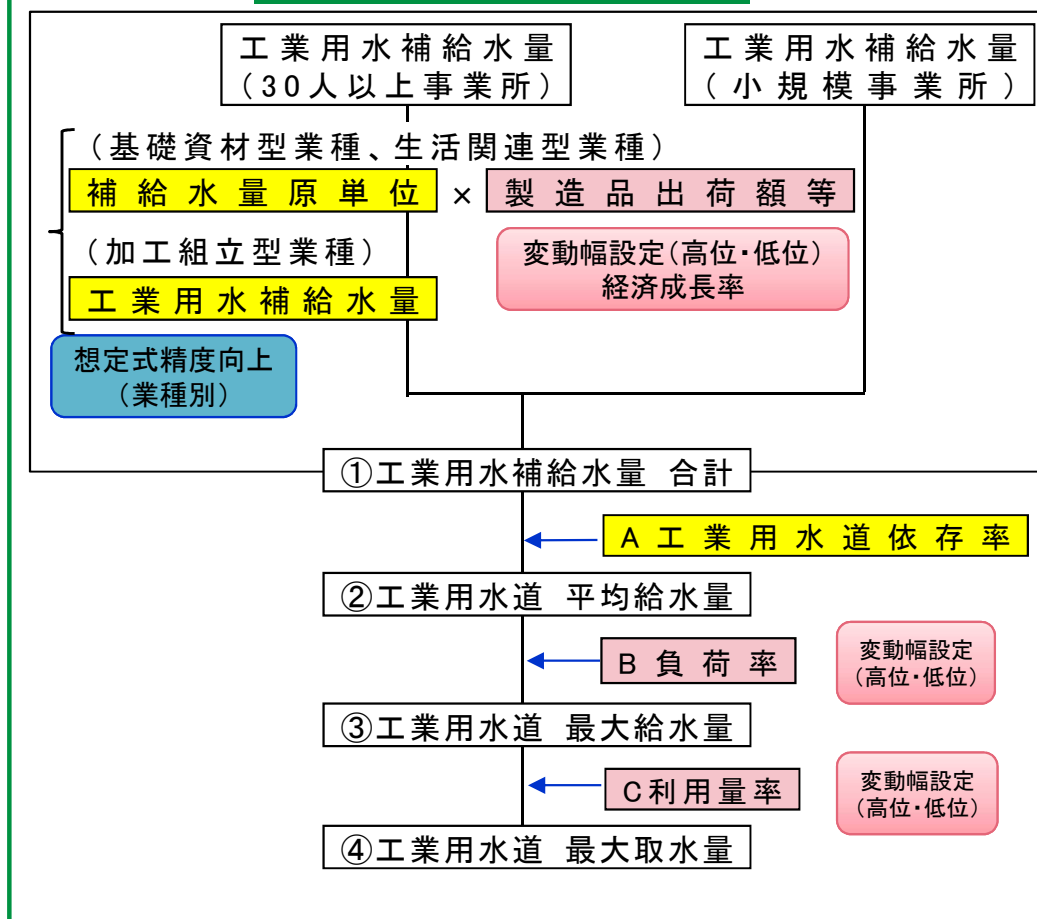 工業用水補給水量
(30人以上事業所)
工業用水補給水量
(小規模事業所)
(基礎資材型業種、生活関連型業種)
補給水量原単位 × 製造品出荷額等
(加工組立型業種)
工業用水補給水量
変動幅設定(高位・低位)
経済成長率
想定式精度向上
(業種別)
①工業用水補給水量 合計
A工業用水道依存率
②工業用水道 平均給水量
B負荷率
変動幅設定
(高位・低位)
③工業用水道 最大給水量
C利用量率
変動幅設定
(高位・低位)
④工業用水道 最大取水量